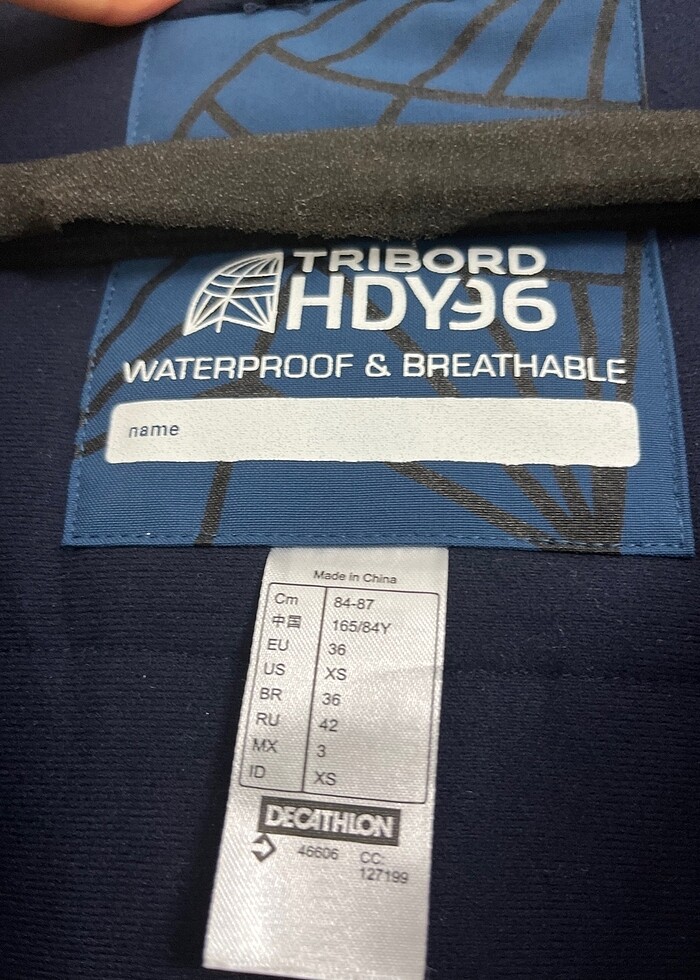 TRIBORD
HDY96
WATERPROOF & BREATHABLE
name
Made in China
Cm 84-87
中国 165/84Y
EU 36
US XS
BR 36
RU 42
MX 3
ID XS
DECATHLON
46606 CC:
127199